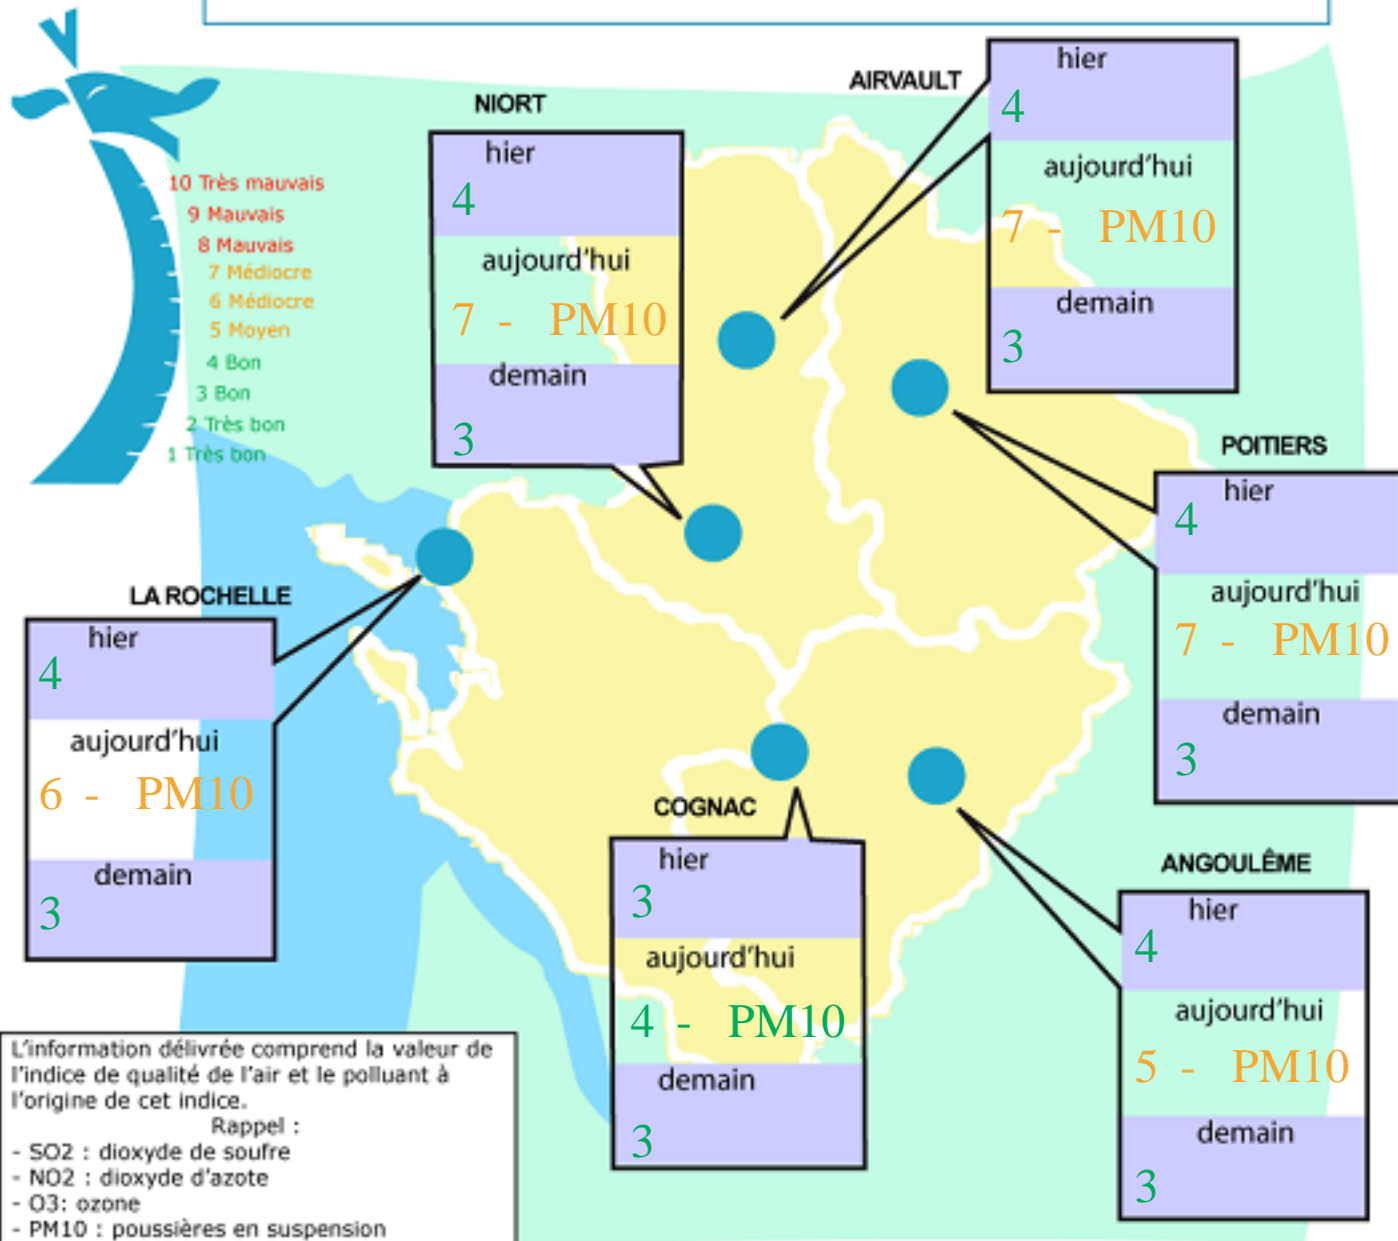 10 Très mauvais
9 Mauvais
8 Mauvais
7 Médiocre
6 Médiocre
5 Moyen
4 Bon
3 Bon
2 Très bon
1 Très bon
NIORT
hier
4
aujourd'hui
7 - PM10
demain
3
AIRVAULT
hier
4
aujourd'hui
7 - PM10
demain
3
POITIERS
hier
4
aujourd'hui
7 - PM10
demain
3
LA ROCHELLE
hier
4
aujourd'hui
6 - PM10
demain
3
COGNAC
hier
3
aujourd'hui
4 - PM10
demain
3
ANGOULÊME
hier
4
aujourd'hui
5 - PM10
demain
3
L'information délivrée comprend la valeur de
l'indice de qualité de l'air et le polluant à
l'origine de cet indice.
Rappel :
- SO2 : dioxyde de soufre
- NO2 : dioxyde d'azote
- O3: ozone
- PM10 : poussières en suspension